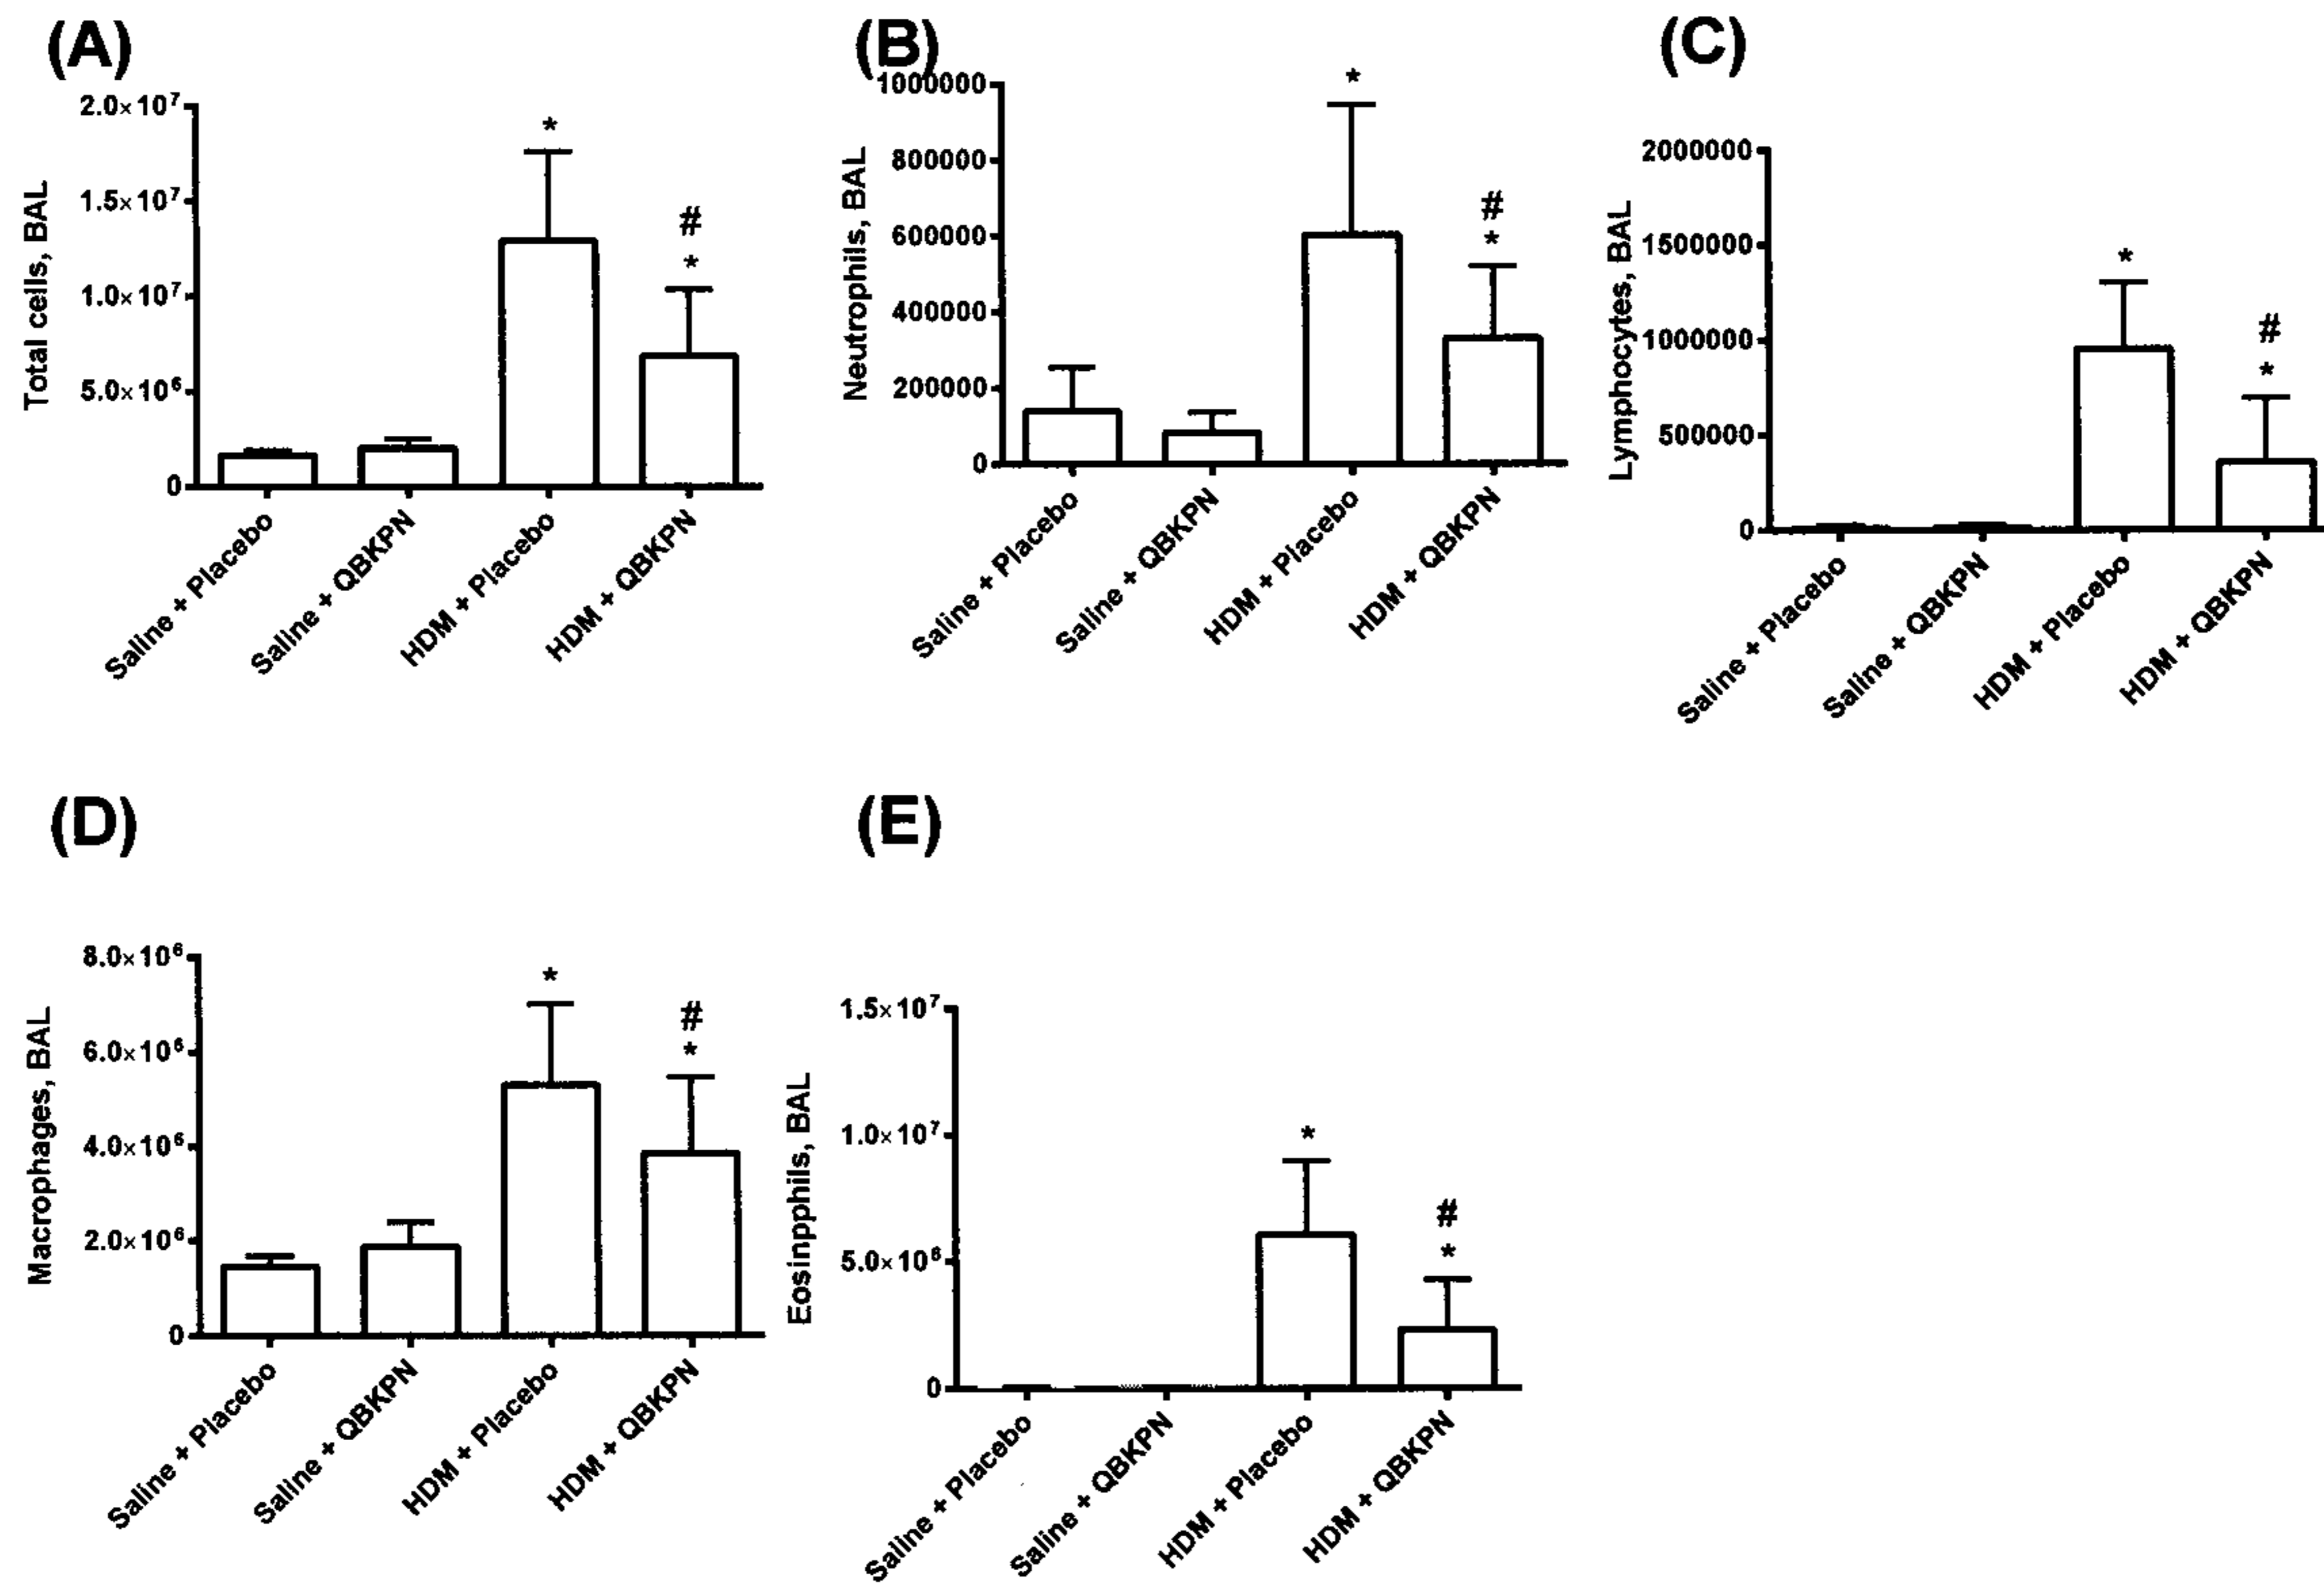 (A)
2.0×10⁷
1.5×10⁷
1.0×10⁷
5.0×10⁶
0
Total cells, BAL
*
#
*
Saline + Placebo
Saline + QBKPN
HDM + Placebo
HDM + QBKPN
(B)
1000000
800000
600000
400000
200000
0
Neutrophils, BAL
*
#
*
Saline + Placebo
Saline + QBKPN
HDM + Placebo
HDM + QBKPN
(C)
2000000
1500000
1000000
500000
0
Lymphocytes, BAL
*
#
*
Saline + Placebo
Saline + QBKPN
HDM + Placebo
HDM + QBKPN
(D)
8.0×10⁶
6.0×10⁶
4.0×10⁶
2.0×10⁶
0
Macrophages, BAL
*
#
*
Saline + Placebo
Saline + QBKPN
HDM + Placebo
HDM + QBKPN
(E)
1.5×10⁷
1.0×10⁷
5.0×10⁶
0
Eosinpphils, BAL
*
#
*
Saline + Placebo
Saline + QBKPN
HDM + Placebo
HDM + QBKPN